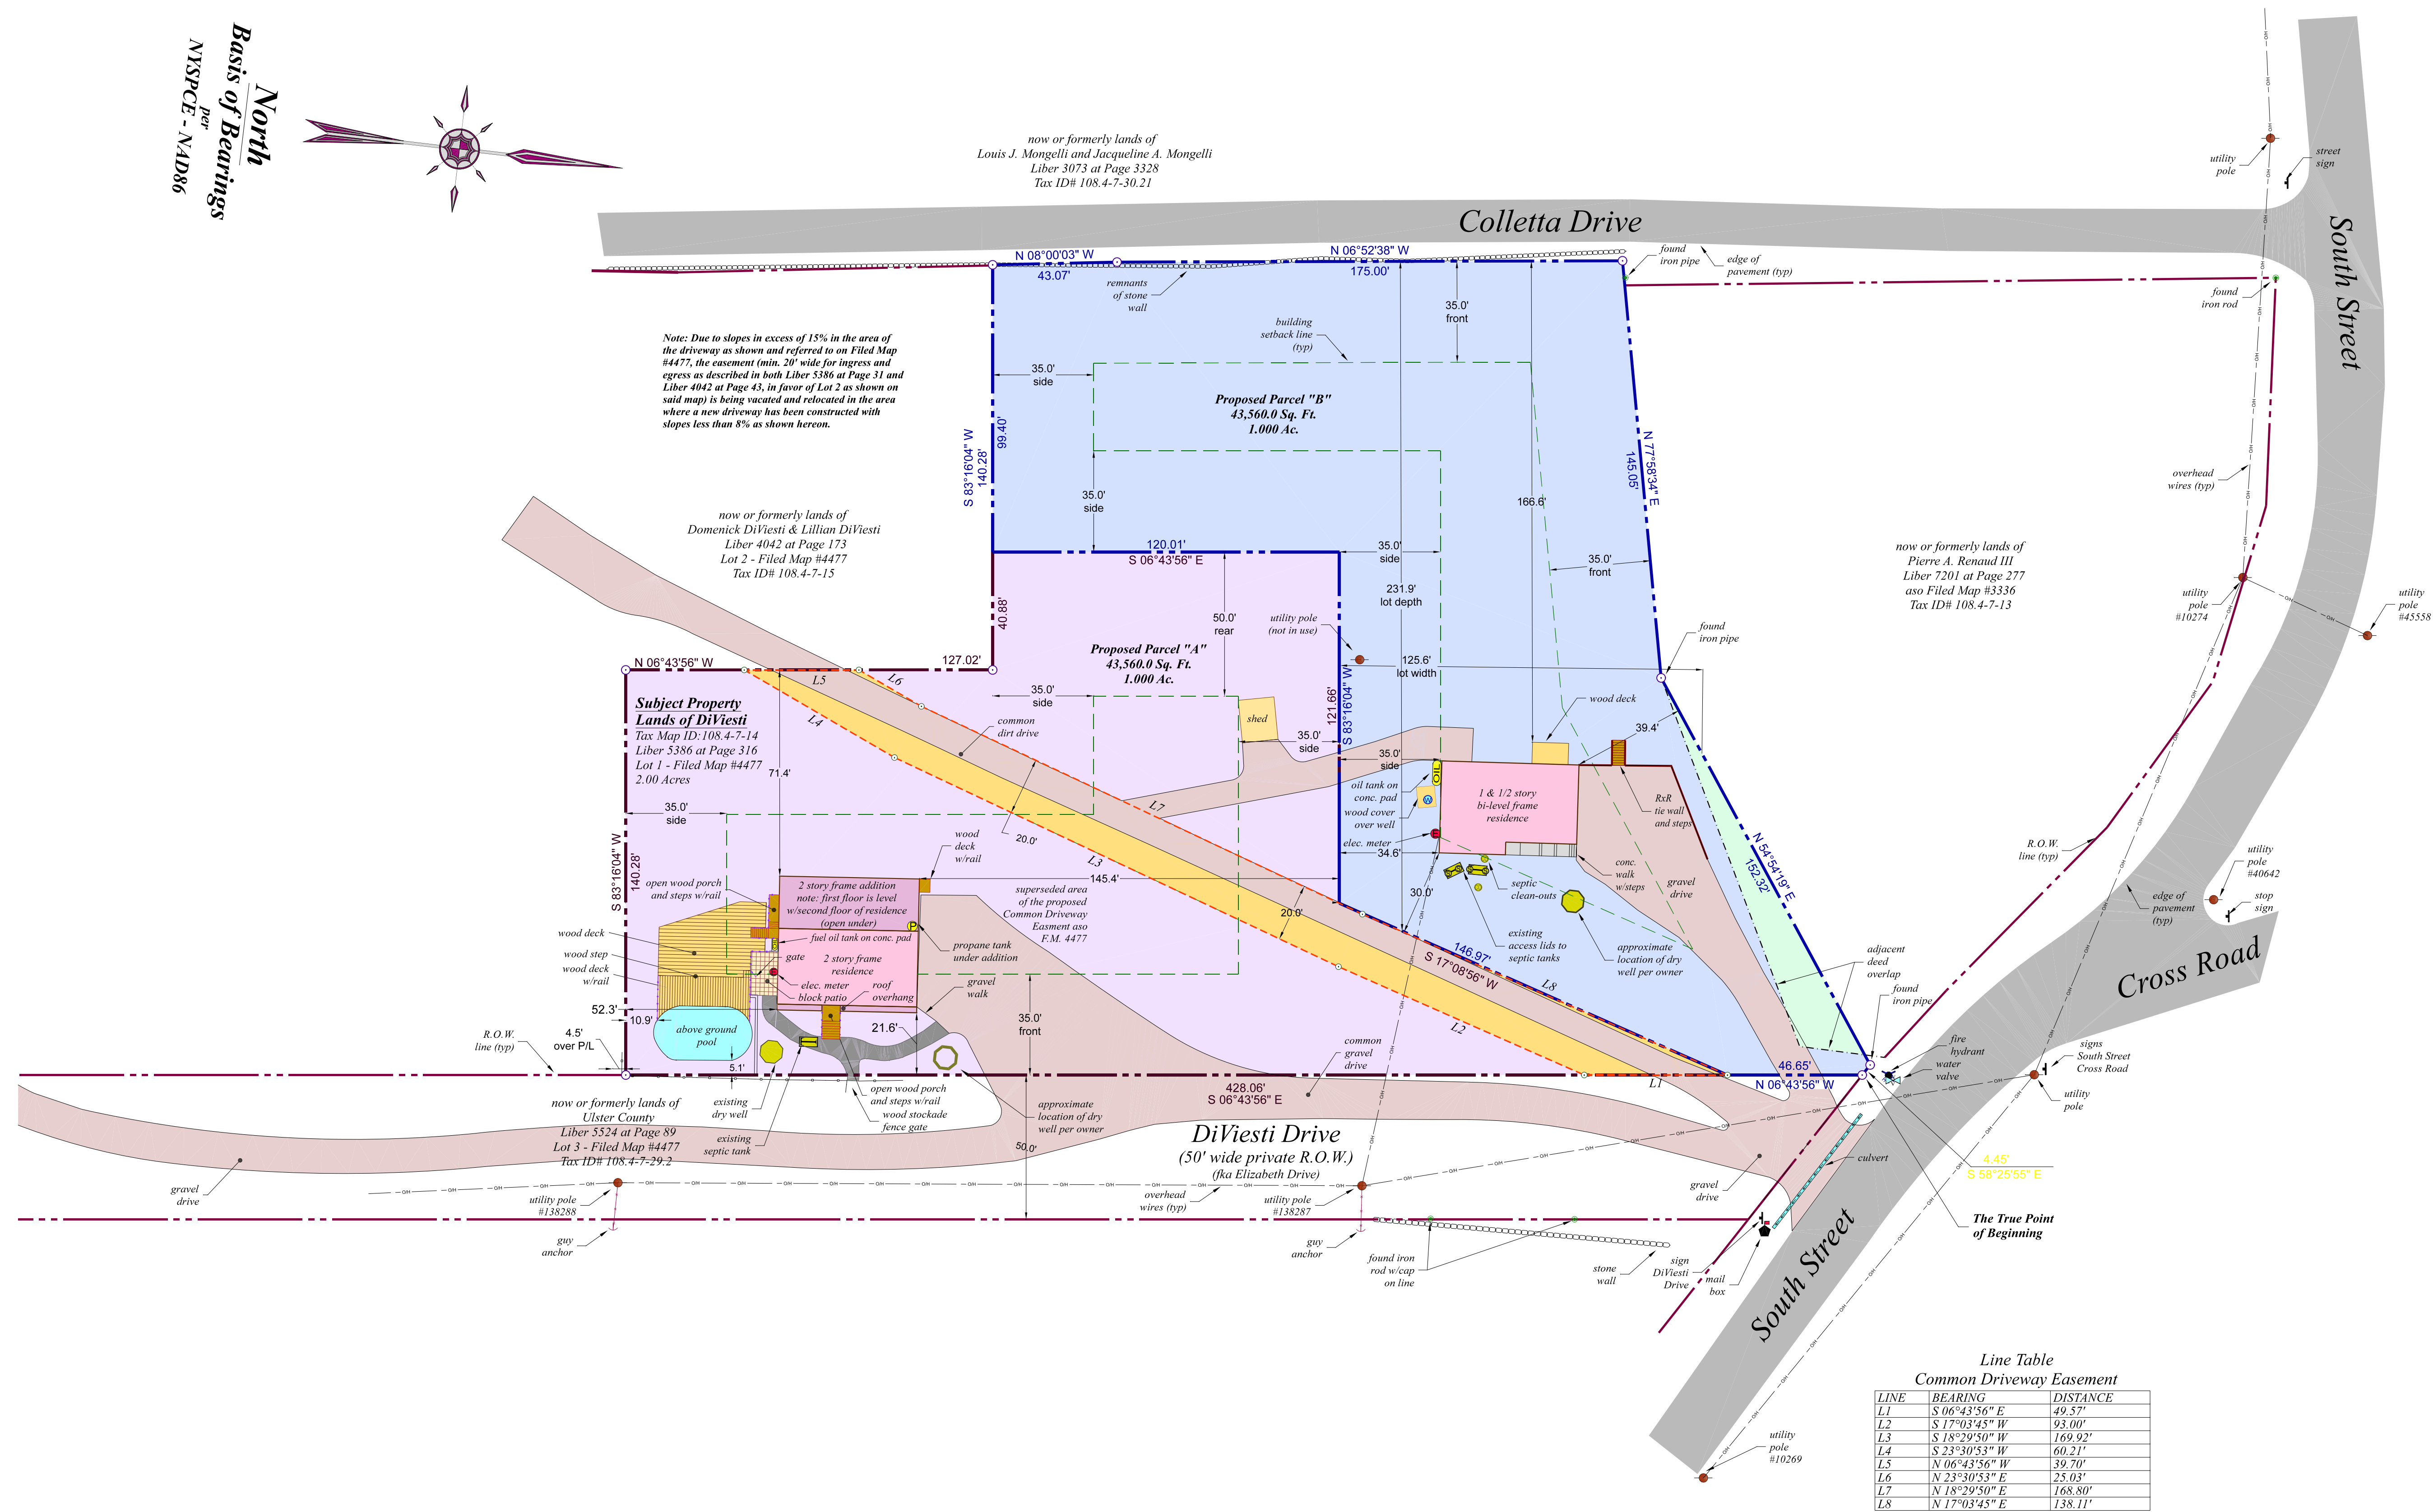 North
Basis of Bearings
per
NYSPCE - NAD86
now or formerly lands of
Louis J. Mongelli and Jacqueline A. Mongelli
Liber 3073 at Page 3328
Tax ID# 108.4-7-30.21
Colletta Drive
utility
pole
street
sign
South Street
N 08°00'03" W
43.07'
N 06°52'38" W
175.00'
found
iron pipe
edge of
pavement (typ)
remnants
of stone
wall
found
iron rod
35.0'
front
building
setback line
(typ)
Note: Due to slopes in excess of 15% in the area of
the driveway as shown and referred to on Filed Map
#4477, the easement (min. 20' wide for ingress and
egress as described in both Liber 5386 at Page 31 and
Liber 4042 at Page 43, in favor of Lot 2 as shown on
said map) is being vacated and relocated in the area
where a new driveway has been constructed with
slopes less than 8% as shown hereon.
35.0'
side
Proposed Parcel "B"
43,560.0 Sq. Ft.
1.000 Ac.
S 83°16'04" W
140.28'
99.40'
N 77°58'34" E
145.05'
overhead
wires (typ)
35.0'
side
166.6'
now or formerly lands of
Domenick DiViesti & Lillian DiViesti
Liber 4042 at Page 173
Lot 2 - Filed Map #4477
Tax ID# 108.4-7-15
120.01'
S 06°43'56" E
35.0'
side
35.0'
front
now or formerly lands of
Pierre A. Renaud III
Liber 7201 at Page 277
aso Filed Map #3336
Tax ID# 108.4-7-13
231.9'
lot depth
40.88'
50.0'
rear
utility pole
(not in use)
utility
pole
#10274
utility
pole
#45558
found
iron pipe
Proposed Parcel "A"
43,560.0 Sq. Ft.
1.000 Ac.
N 06°43'56" W
127.02'
125.6'
lot width
L5
L6
35.0'
side
121.66'
S 83°16'04" W
wood deck
Subject Property
Lands of DiViesti
Tax Map ID:108.4-7-14
Liber 5386 at Page 316
Lot 1 - Filed Map #4477
2.00 Acres
L4
common
dirt drive
shed
35.0'
side
39.4'
71.4'
35.0'
side
OIL
oil tank on
conc. pad
wood cover
over well
W
elec. meter
1 & 1/2 story
bi-level frame
residence
RxR
tie wall
and steps
35.0'
side
L7
20.0'
L3
34.6'
N 54°54'19" E
152.32'
R.O.W.
line (typ)
S 83°16'04" W
140.28'
wood
deck
w/rail
open wood porch
and steps w/rail
2 story frame addition
note: first floor is level
w/second floor of residence
(open under)
145.4'
superseded area
of the proposed
Common Driveway
Easment aso
F.M. 4477
20.0'
30.0'
septic
clean-outs
conc.
walk
w/steps
gravel
drive
utility
pole
#40642
stop
sign
edge of
pavement
(typ)
wood deck
wood step
wood deck
w/rail
fuel oil tank on conc. pad
gate
2 story frame
residence
P
propane tank
under addition
existing
access lids to
septic tanks
approximate
location of dry
well per owner
adjacent
deed
overlap
Cross Road
146.97'
S 17°08'56" W
L8
elec. meter
block patio
roof
overhang
gravel
walk
52.3'
10.9'
above ground
pool
21.6'
35.0'
front
L2
found
iron pipe
R.O.W.
line (typ)
4.5'
over P/L
5.1'
common
gravel
drive
fire
hydrant
water
valve
signs
South Street
Cross Road
46.65'
N 06°43'56" W
L1
428.06'
S 06°43'56" E
open wood porch
and steps w/rail
wood stockade
fence gate
existing
dry well
existing
septic tank
approximate
location of dry
well per owner
utility
pole
now or formerly lands of
Ulster County
Liber 5524 at Page 89
Lot 3 - Filed Map #4477
Tax ID# 108.4-7-29.2
50.0'
DiViesti Drive
(50' wide private R.O.W.)
(fka Elizabeth Drive)
culvert
4.45'
S 58°25'55" E
gravel
drive
utility pole
#138288
overhead
wires (typ)
utility pole
#138287
gravel
drive
The True Point
of Beginning
guy
anchor
guy
anchor
found iron
rod w/cap
on line
stone
wall
sign
DiViesti
Drive
mail
box
South Street
utility
pole
#10269
Line Table
Common Driveway Easement
LINE BEARING DISTANCE
L1 S 06°43'56" E 49.57'
L2 S 17°03'45" W 93.00'
L3 S 18°29'50" W 169.92'
L4 S 23°30'53" W 60.21'
L5 N 06°43'56" W 39.70'
L6 N 23°30'53" E 25.03'
L7 N 18°29'50" E 168.80'
L8 N 17°03'45" E 138.11'